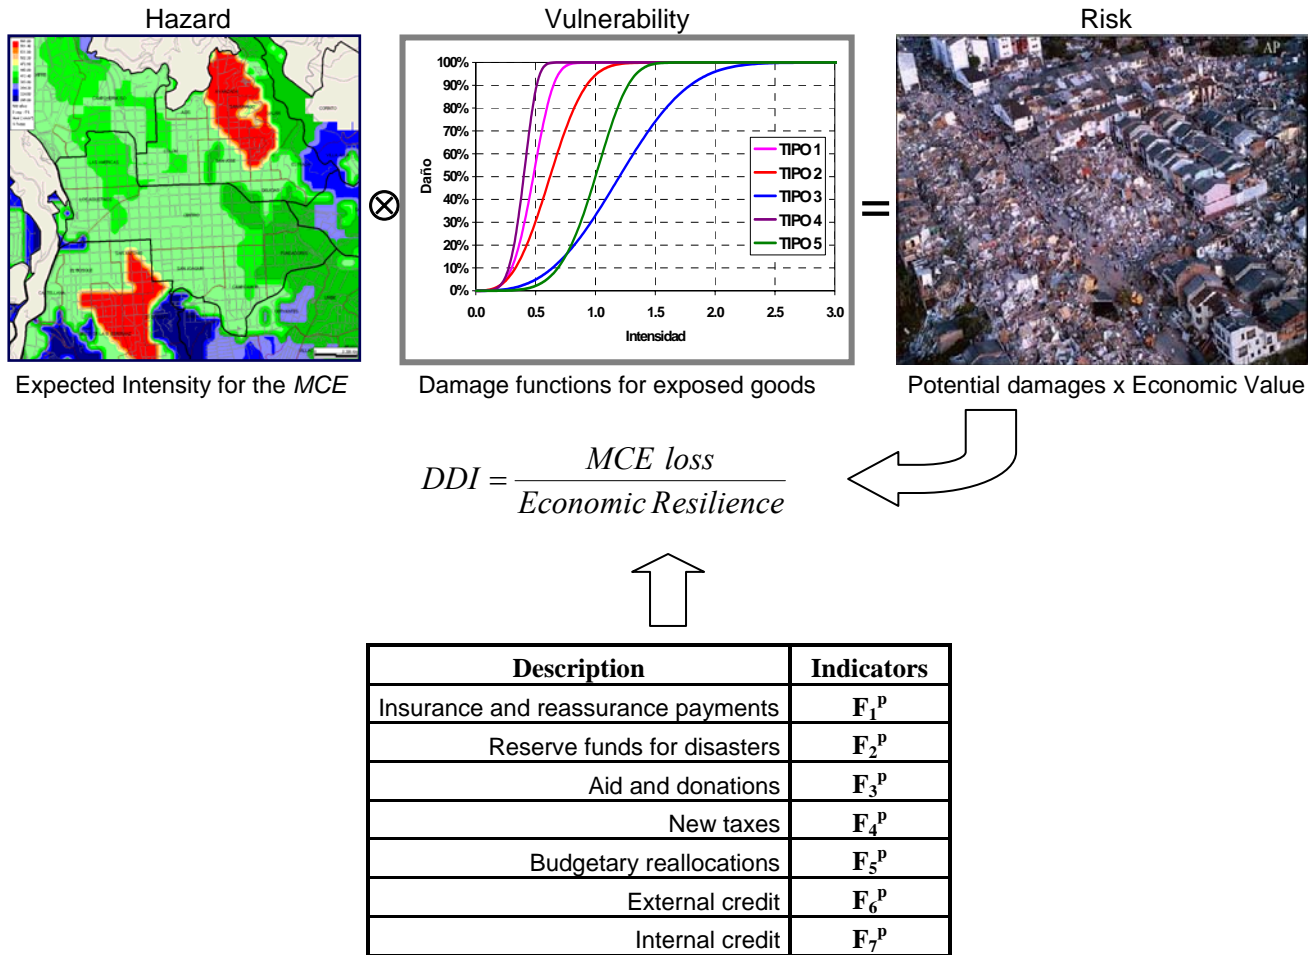 Hazard
Vulnerability
Risk
AP
100%
90%
80%
70%
60%
50%
40%
30%
20%
10%
0%
Daño
0.0 0.5 1.0 1.5 2.0 2.5 3.0
Intensidad
TIPO 1
TIPO 2
TIPO 3
TIPO 4
TIPO 5
⊗
=
Expected Intensity for the MCE
Damage functions for exposed goods
Potential damages x Economic Value
DDI = MCE loss
Economic Resilience
Description Indicators
Insurance and reassurance payments F₁ᵖ
Reserve funds for disasters F₂ᵖ
Aid and donations F₃ᵖ
New taxes F₄ᵖ
Budgetary reallocations F₅ᵖ
External credit F₆ᵖ
Internal credit F₇ᵖ